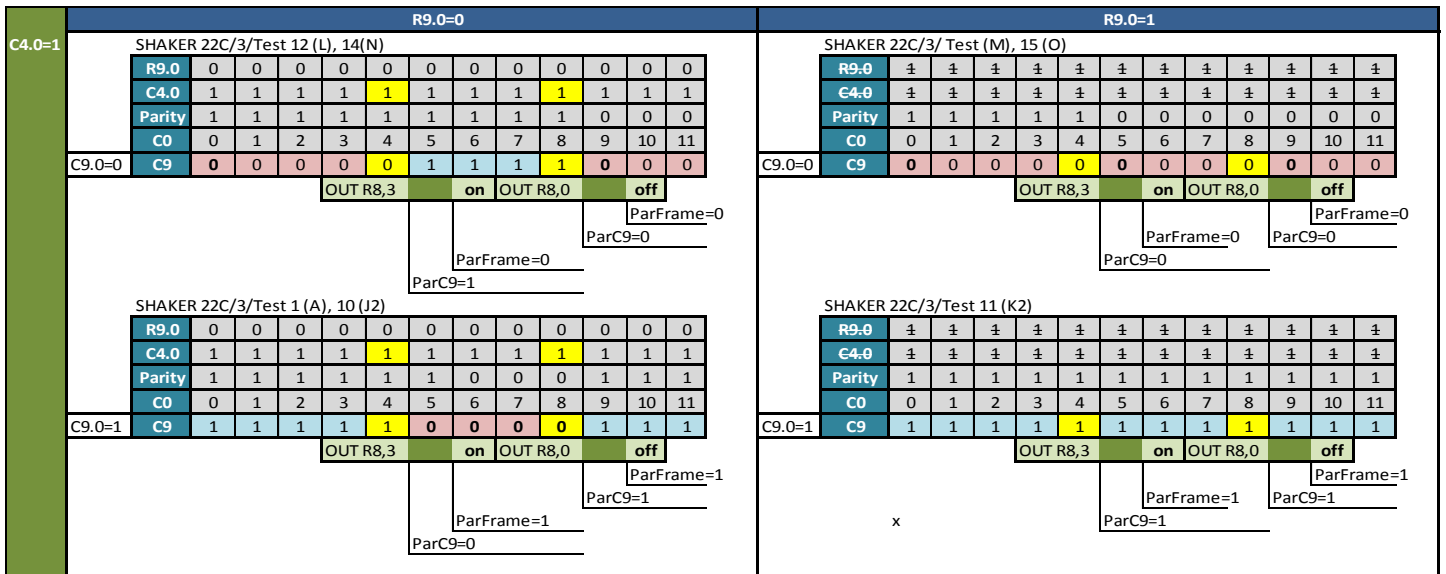 R9.0=0 R9.0=1
C4.0=1
SHAKER 22C/3/Test 12 (L), 14(N)
R9.0 0 0 0 0 0 0 0 0 0 0 0 0
C4.0 1 1 1 1 1 1 1 1 1 1 1 1
Parity 1 1 1 1 1 1 1 1 1 0 0 0
C0 0 1 2 3 4 5 6 7 8 9 10 11
C9.0=0 C9 0 0 0 0 0 1 1 1 1 0 0 0
OUT R8,3 on OUT R8,0 off
ParFrame=0
ParC9=0
ParFrame=0
ParC9=1
SHAKER 22C/3/ Test (M), 15 (O)
R9.0 1 1 1 1 1 1 1 1 1 1 1 1
C4.0 1 1 1 1 1 1 1 1 1 1 1 1
Parity 1 1 1 1 1 0 0 0 0 0 0 0
C0 0 1 2 3 4 5 6 7 8 9 10 11
C9.0=0 C9 0 0 0 0 0 0 0 0 0 0 0 0
OUT R8,3 on OUT R8,0 off
ParFrame=0
ParFrame=0 ParC9=0
ParC9=0
SHAKER 22C/3/Test 1 (A), 10 (J2)
R9.0 0 0 0 0 0 0 0 0 0 0 0 0
C4.0 1 1 1 1 1 1 1 1 1 1 1 1
Parity 1 1 1 1 1 1 0 0 0 1 1 1
C0 0 1 2 3 4 5 6 7 8 9 10 11
C9.0=1 C9 1 1 1 1 1 0 0 0 0 1 1 1
OUT R8,3 on OUT R8,0 off
ParFrame=1
ParC9=1
ParFrame=1
ParC9=0
SHAKER 22C/3/Test 11 (K2)
R9.0 1 1 1 1 1 1 1 1 1 1 1 1
C4.0 1 1 1 1 1 1 1 1 1 1 1 1
Parity 1 1 1 1 1 1 1 1 1 1 1 1
C0 0 1 2 3 4 5 6 7 8 9 10 11
C9.0=1 C9 1 1 1 1 1 1 1 1 1 1 1 1
OUT R8,3 on OUT R8,0 off
ParFrame=1
ParFrame=1 ParC9=1
x ParC9=1